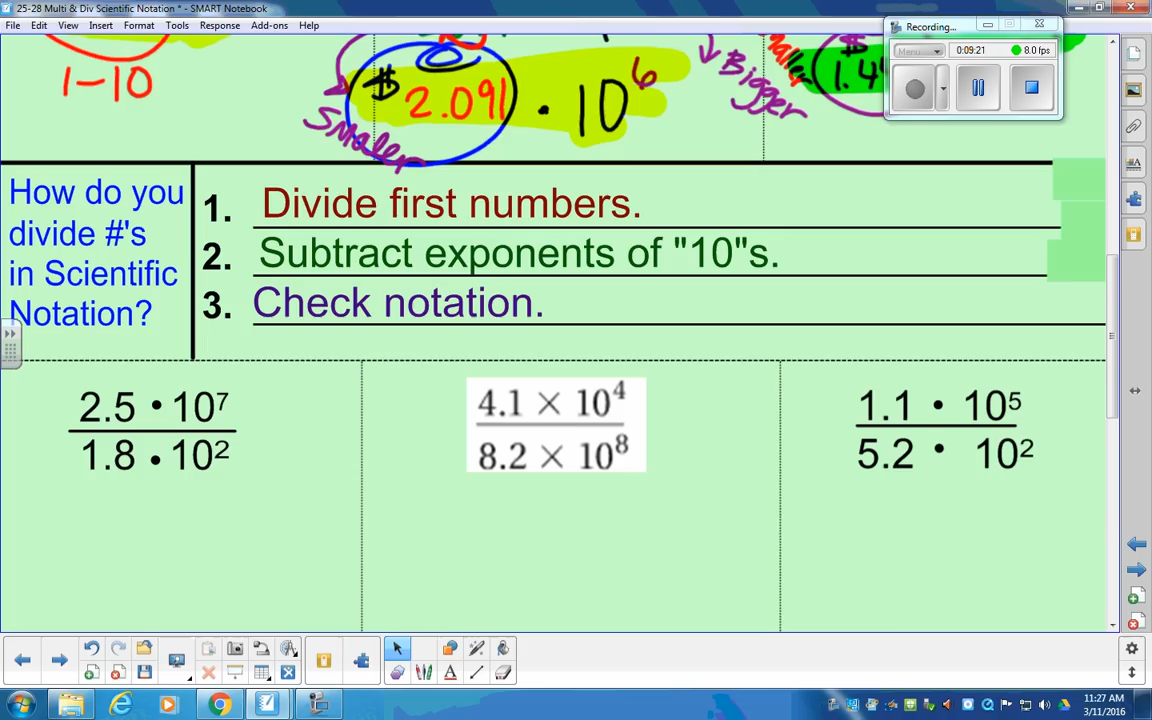 25-28 Multi & Div Scientific Notation * - SMART Notebook
File Edit View Insert Format Tools Response Add-ons Help
Recording...
Menu 0:09:21 8.0 fps
1-10
$ 2.091 · 10⁶
Smaller
Bigger
$ 1.4
How do you
divide #'s
in Scientific
Notation?
1. Divide first numbers.
2. Subtract exponents of "10"s.
3. Check notation.
2.5 · 10⁷
1.8 · 10²
4.1 × 10⁴
8.2 × 10⁸
1.1 · 10⁵
5.2 · 10²
11:27 AM
3/11/2016